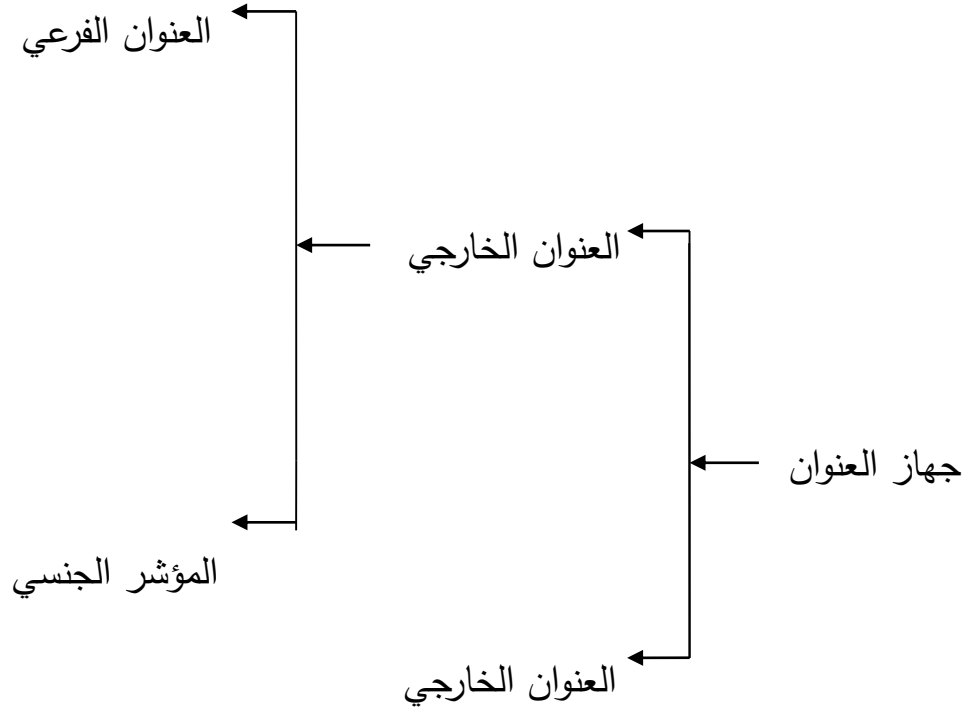 العنوان الفرعي
العنوان الخارجي
جهاز العنوان
المؤشر الجنسي
العنوان الخارجي